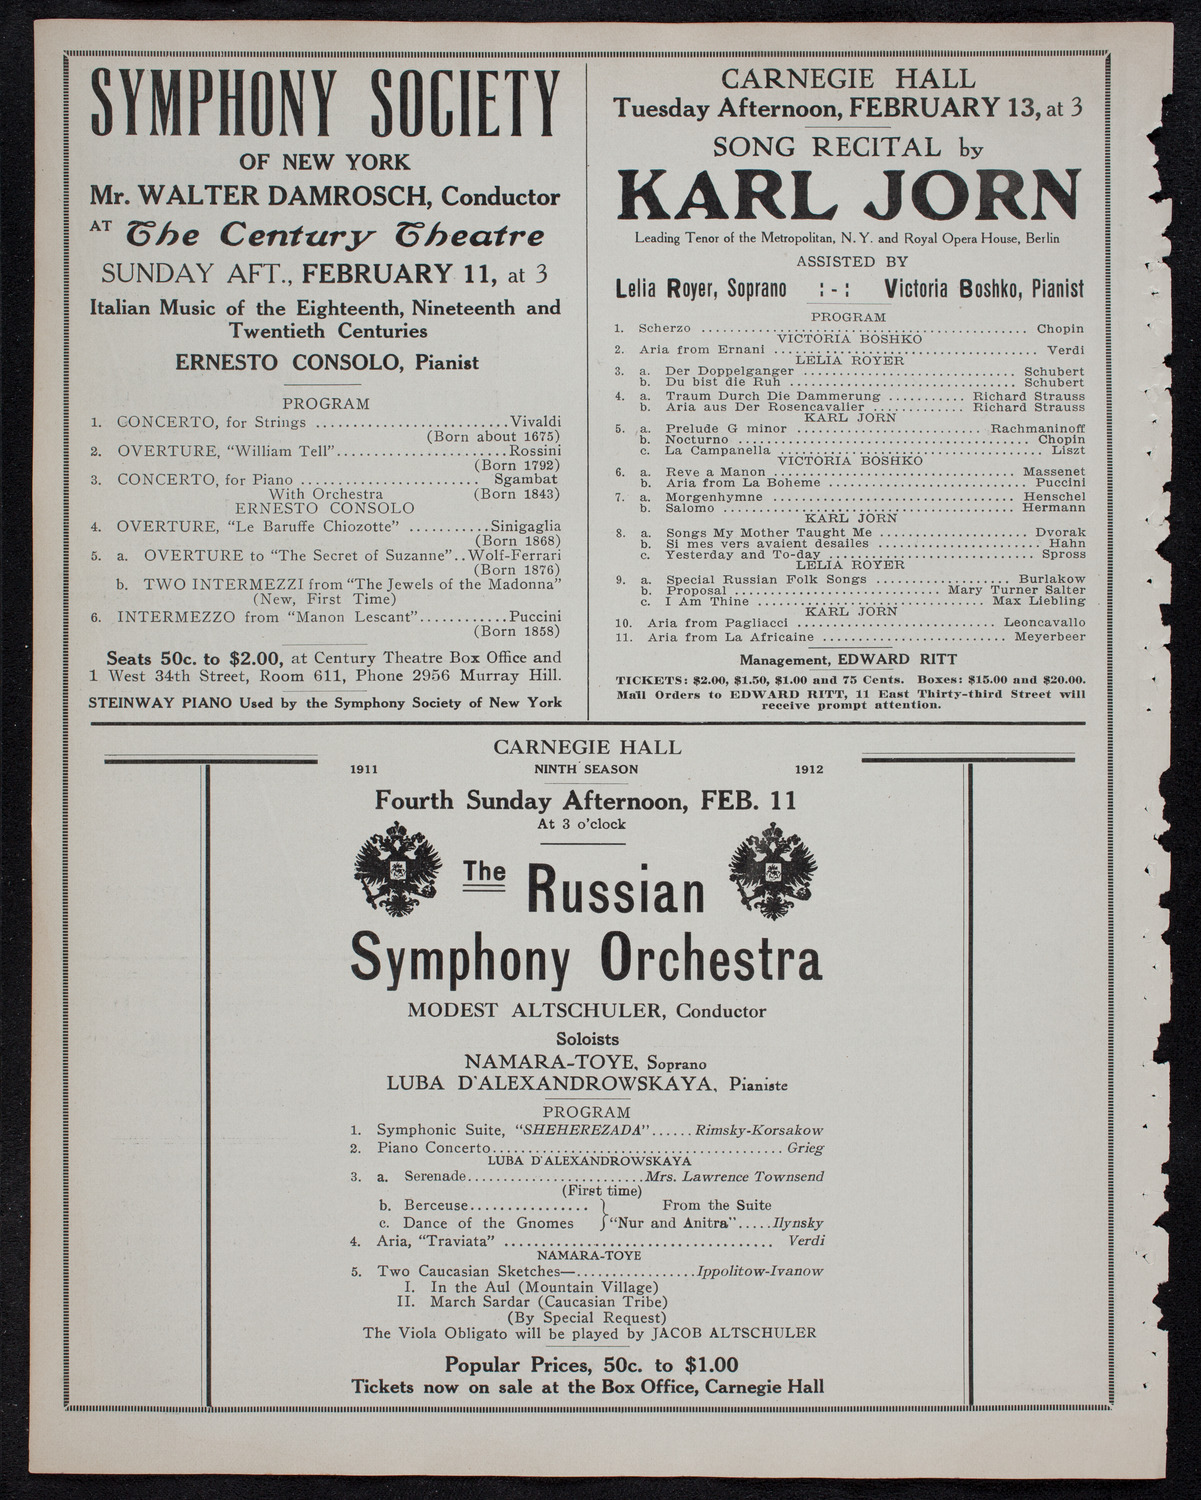 SYMPHONY SOCIETY
OF NEW YORK
Mr. WALTER DAMROSCH, Conductor
AT The Century Theatre
SUNDAY AFT., FEBRUARY 11, at 3
Italian Music of the Eighteenth, Nineteenth and
Twentieth Centuries
ERNESTO CONSOLO, Pianist
PROGRAM
1. CONCERTO, for Strings ........................Vivaldi
(Born about 1675)
2. OVERTURE, "William Tell".....................Rossini
(Born 1792)
3. CONCERTO, for Piano ....................... Sgambat
With Orchestra (Born 1843)
ERNESTO CONSOLO
4. OVERTURE, "Le Baruffe Chiozotte" ..........Sinigaglia
(Born 1868)
5. a. OVERTURE to "The Secret of Suzanne"..Wolf-Ferrari
(Born 1876)
b. TWO INTERMEZZI from "The Jewels of the Madonna"
(New, First Time)
6. INTERMEZZO from "Manon Lescant"............Puccini
(Born 1858)
Seats 50c. to $2.00, at Century Theatre Box Office and
1 West 34th Street, Room 611, Phone 2956 Murray Hill.
STEINWAY PIANO Used by the Symphony Society of New York
CARNEGIE HALL
Tuesday Afternoon, FEBRUARY 13, at 3
SONG RECITAL by
KARL JORN
Leading Tenor of the Metropolitan, N. Y. and Royal Opera House, Berlin
ASSISTED BY
Lelia Royer, Soprano :-: Victoria Boshko, Pianist
PROGRAM
1. Scherzo ............................................ Chopin
VICTORIA BOSHKO
2. Aria from Ernani ................................... Verdi
LELIA ROYER
3. a. Der Doppelganger ............................ Schubert
b. Du bist die Ruh .............................. Schubert
4. a. Traum Durch Die Dammerung ........... Richard Strauss
b. Aria aus Der Rosencavalier ............. Richard Strauss
KARL JORN
5. a. Prelude G minor ......................... Rachmaninoff
b. Nocturno ...................................... Chopin
c. La Campanella .................................. Liszt
VICTORIA BOSHKO
6. a. Reve a Manon ................................ Massenet
b. Aria from La Boheme .......................... Puccini
7. a. Morgenhymne ................................. Henschel
b. Salomo ....................................... Hermann
KARL JORN
8. a. Songs My Mother Taught Me .................... Dvorak
b. Si mes vers avaient desailes ..................... Hahn
c. Yesterday and To-day ........................... Spross
LELIA ROYER
9. a. Special Russian Folk Songs ................... Burlakow
b. Proposal ............................ Mary Turner Salter
c. I Am Thine ............................... Max Liebling
KARL JORN
10. Aria from Pagliacci ........................... Leoncavallo
11. Aria from La Africaine ......................... Meyerbeer
Management, EDWARD RITT
TICKETS: $2.00, $1.50, $1.00 and 75 Cents. Boxes: $15.00 and $20.00.
Mail Orders to EDWARD RITT, 11 East Thirty-third Street will
receive prompt attention.
CARNEGIE HALL
1911 NINTH SEASON 1912
Fourth Sunday Afternoon, FEB. 11
At 3 o'clock
The Russian
Symphony Orchestra
MODEST ALTSCHULER, Conductor
Soloists
NAMARA-TOYE, Soprano
LUBA D'ALEXANDROWSKAYA, Pianiste
PROGRAM
1. Symphonic Suite, "SHEHEREZADA"......Rimsky-Korsakow
2. Piano Concerto........................................Grieg
LUBA D'ALEXANDROWSKAYA
3. a. Serenade........................Mrs. Lawrence Townsend
(First time)
b. Berceuse................ } From the Suite
c. Dance of the Gnomes } "Nur and Anitra".....Ilynsky
4. Aria, "Traviata" .................................. Verdi
NAMARA-TOYE
5. Two Caucasian Sketches—.................Ippolitow-Ivanow
I. In the Aul (Mountain Village)
II. March Sardar (Caucasian Tribe)
(By Special Request)
The Viola Obligato will be played by JACOB ALTSCHULER
Popular Prices, 50c. to $1.00
Tickets now on sale at the Box Office, Carnegie Hall